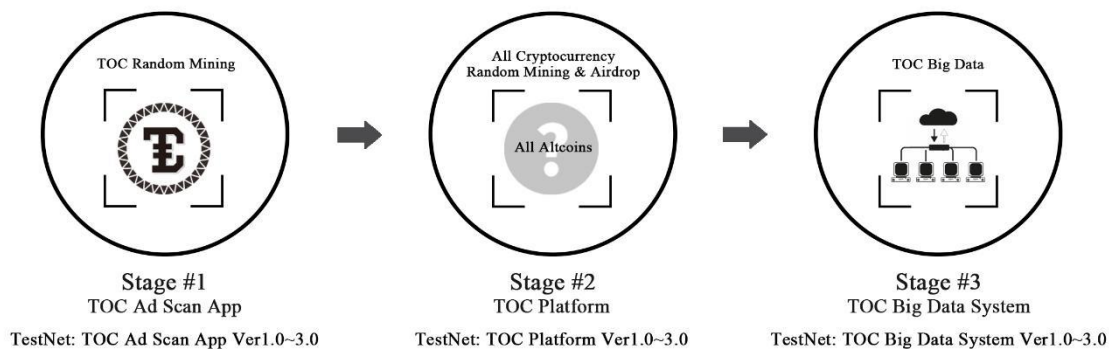 TOC Random Mining
Stage #1
TOC Ad Scan App
TestNet: TOC Ad Scan App Ver1.0~3.0
All Cryptocurrency
Random Mining & Airdrop
?
All Altcoins
Stage #2
TOC Platform
TestNet: TOC Platform Ver1.0~3.0
TOC Big Data
Stage #3
TOC Big Data System
TestNet: TOC Big Data System Ver1.0~3.0